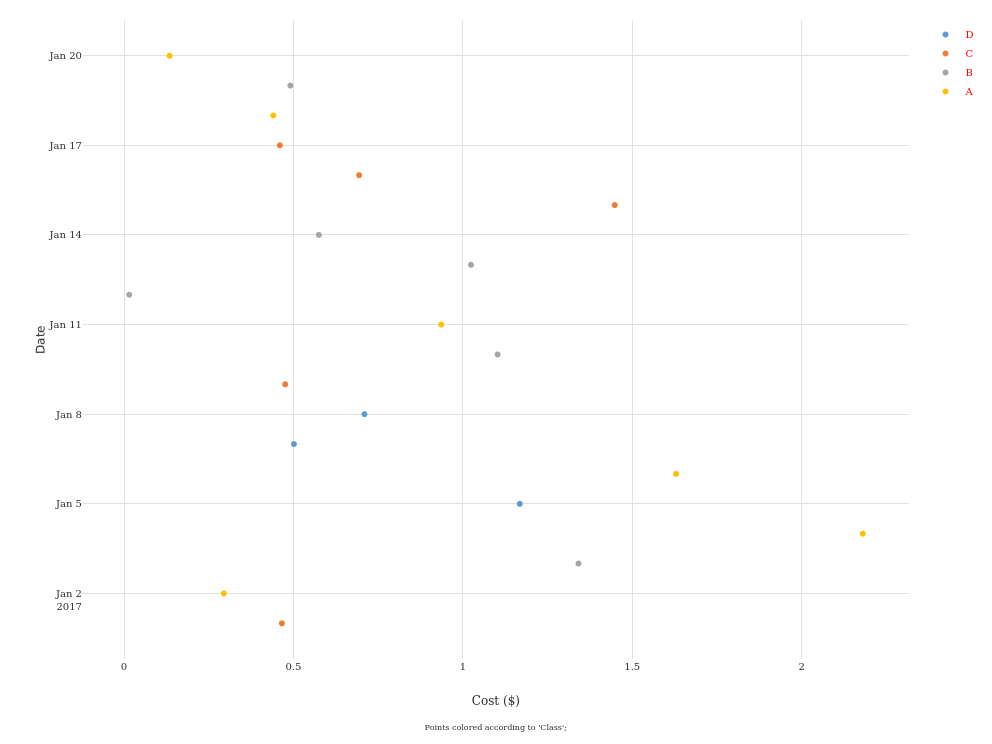 D
C
B
A
Jan 20
Jan 17
Jan 14
Jan 11
Jan 8
Jan 5
Jan 2
2017
Date
0 0.5 1 1.5 2
Cost ($)
Points colored according to 'Class';